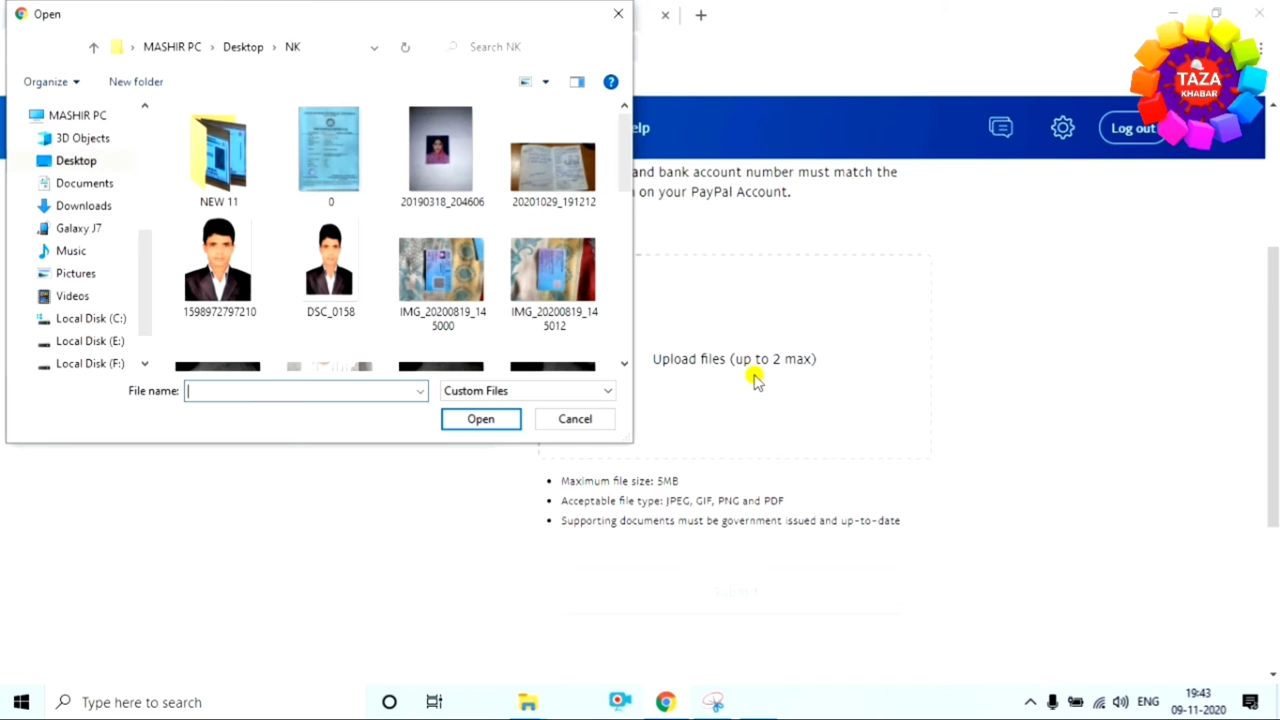 Open
MASHIR PC
Desktop
NK
Search NK
Organize
New folder
MASHIR PC
3D Objects
Desktop
Documents
Downloads
Galaxy J7
Music
Pictures
Videos
Local Disk (C:)
Local Disk (E:)
Local Disk (F:)
NEW 11
0
20190318_204606
20201029_191212
1598972797210
DSC_0158
IMG_20200819_14
5000
IMG_20200819_14
5012
File name:
Custom Files
Open
Cancel
TAZA
KHABAR
elp
Log out
and bank account number must match the
on your PayPal Account.
Upload files (up to 2 max)
Maximum file size: 5MB
Acceptable file type: JPEG, GIF, PNG and PDF
Supporting documents must be government issued and up-to-date
Submit
Type here to search
ENG
19:43
09-11-2020